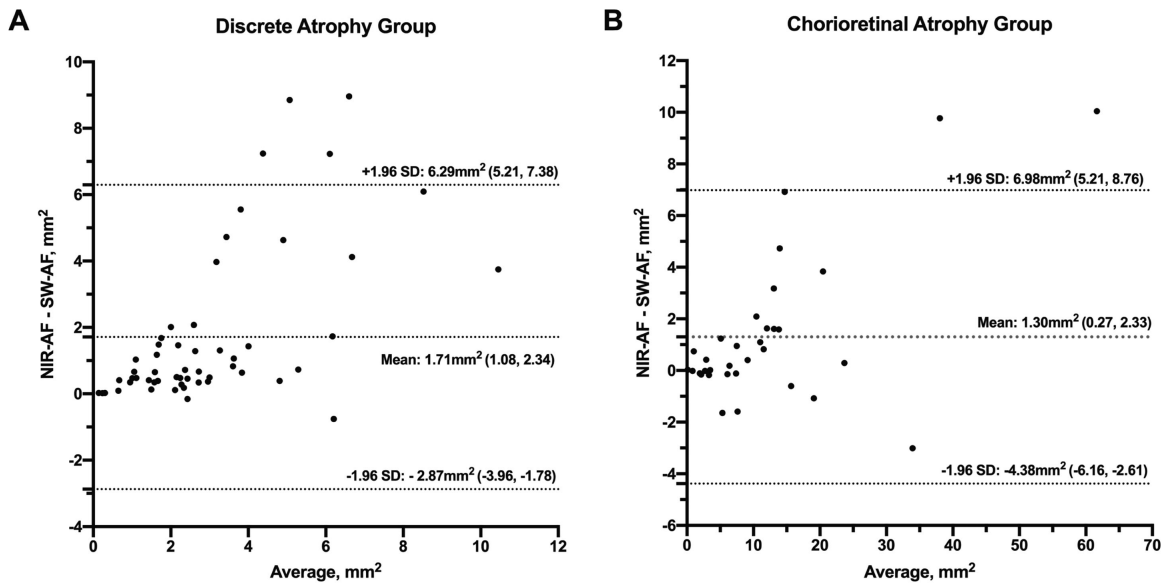 A
Discrete Atrophy Group
NIR-AF - SW-AF, mm²
10
8
6
4
2
0
-2
-4
+1.96 SD: 6.29mm² (5.21, 7.38)
Mean: 1.71mm² (1.08, 2.34)
-1.96 SD: - 2.87mm² (-3.96, -1.78)
0 2 4 6 8 10 12
Average, mm²
B
Chorioretinal Atrophy Group
NIR-AF - SW-AF, mm²
12
10
8
6
4
2
0
-2
-4
-6
+1.96 SD: 6.98mm² (5.21, 8.76)
Mean: 1.30mm² (0.27, 2.33)
-1.96 SD: -4.38mm² (-6.16, -2.61)
0 10 20 30 40 50 60 70
Average, mm²